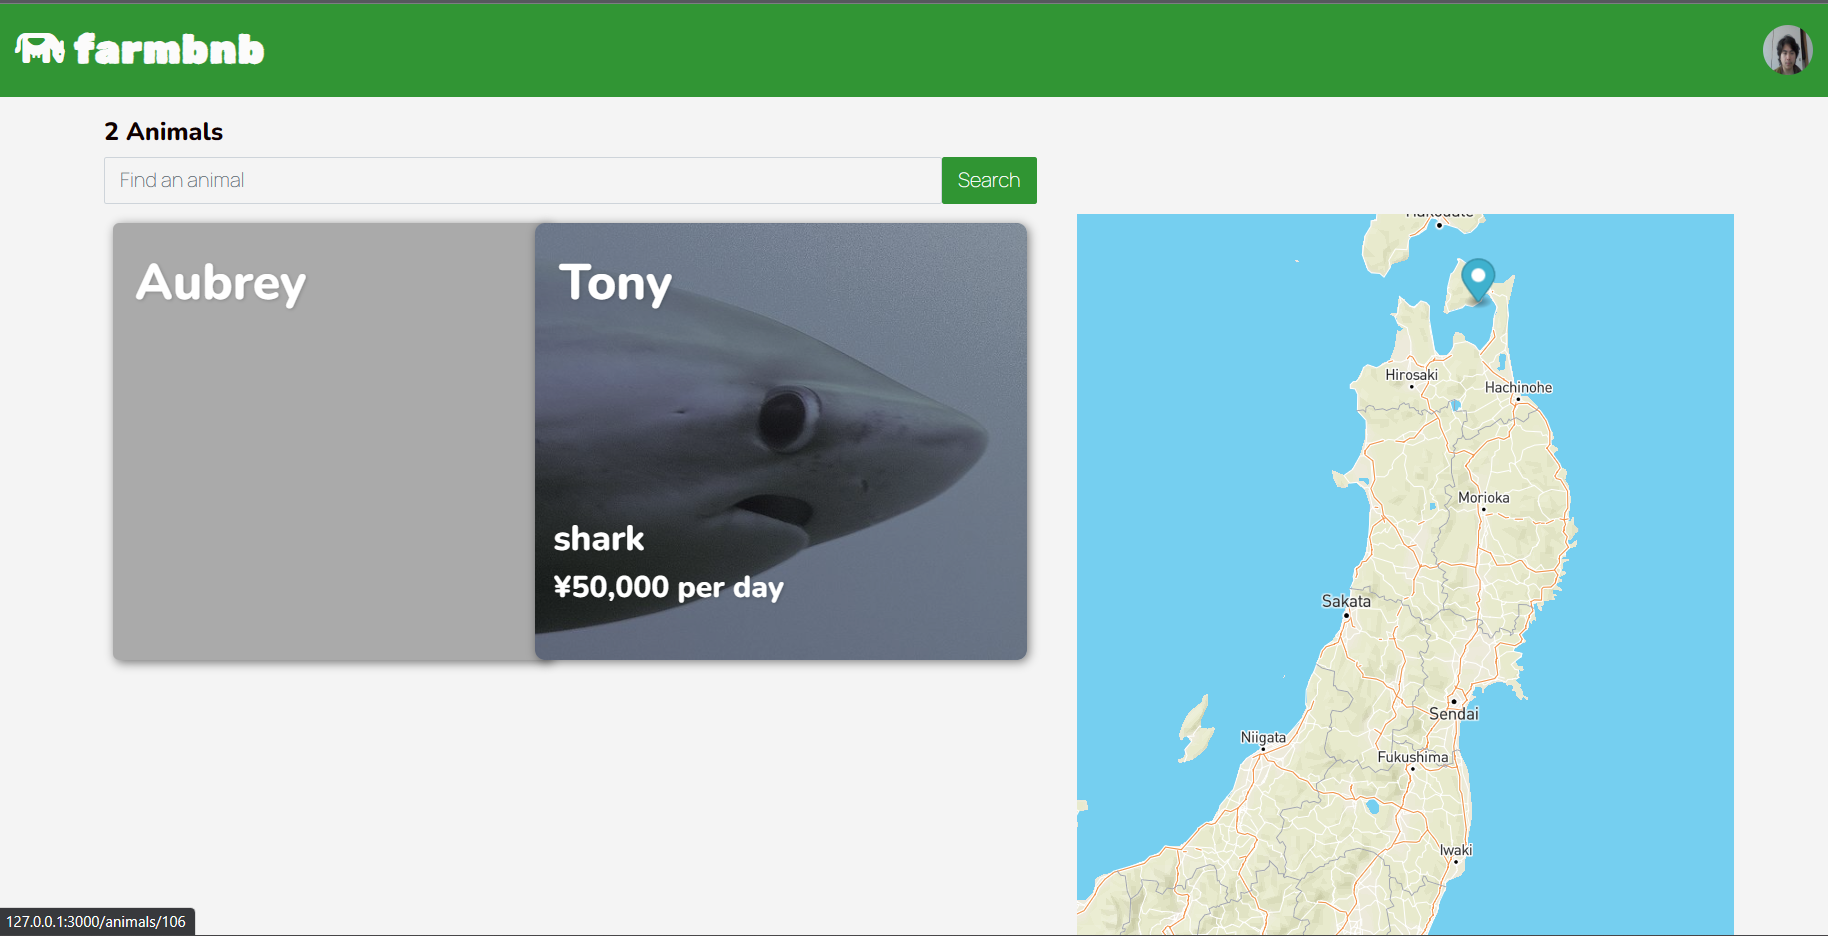 farmbnb
2 Animals
Find an animal
Search
Aubrey
Tony
shark
¥50,000 per day
Hakodate
Hirosaki
Hachinohe
Morioka
Sakata
Sendai
Niigata
Fukushima
Iwaki
127.0.0.1:3000/animals/106